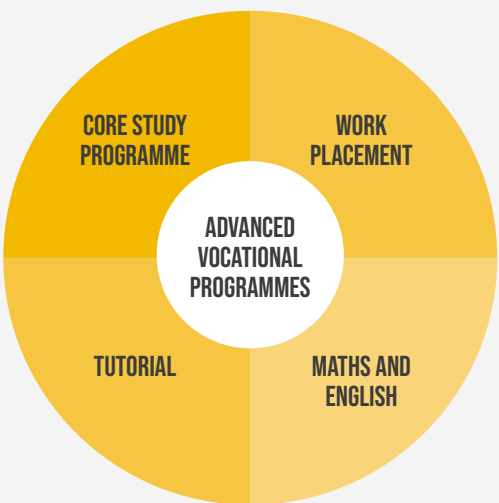 CORE STUDY
PROGRAMME
WORK
PLACEMENT
ADVANCED
VOCATIONAL
PROGRAMMES
TUTORIAL
MATHS AND
ENGLISH